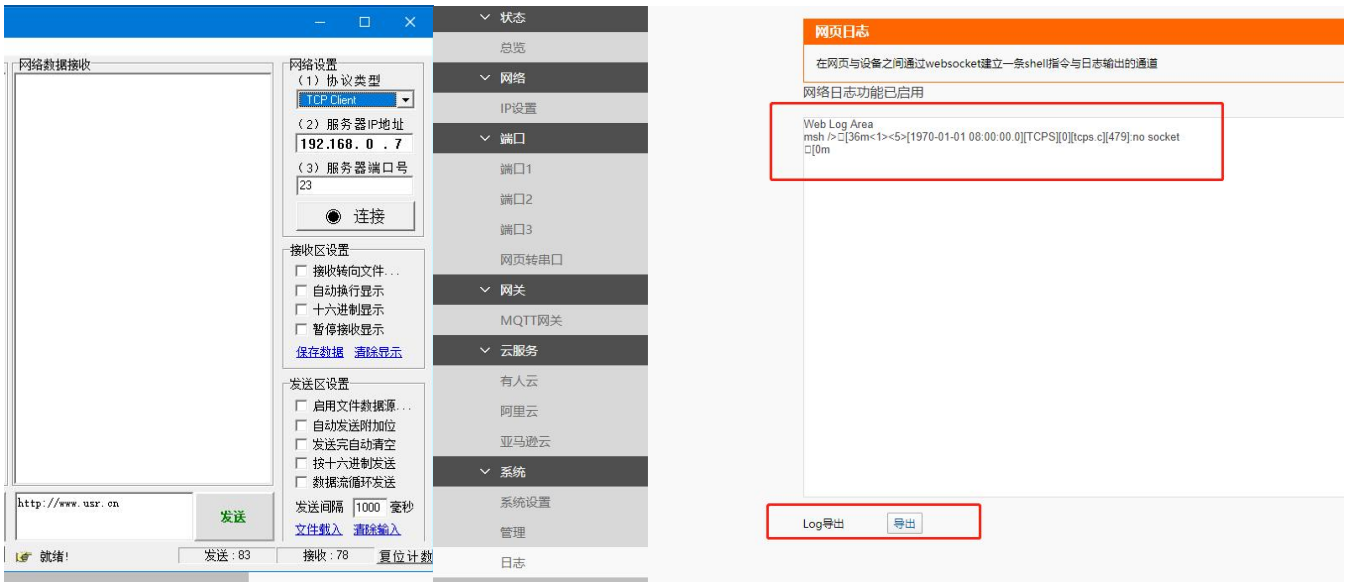 网络数据接收
网络设置
（1）协议类型
TCP Client
（2）服务器IP地址
192.168. 0 . 7
（3）服务器端口号
23
连接
接收区设置
接收转向文件...
自动换行显示
十六进制显示
暂停接收显示
保存数据 清除显示
发送区设置
启用文件数据源...
自动发送附加位
发送完自动清空
按十六进制发送
数据流循环发送
发送间隔 1000 毫秒
文件载入 清除输入
http://www.usr.cn
发送
就绪!
发送:83
接收:78
复位计数
状态
总览
网络
IP设置
端口
端口1
端口2
端口3
网页转串口
网关
MQTT网关
云服务
有人云
阿里云
亚马逊云
系统
系统设置
管理
日志
网页日志
在网页与设备之间通过websocket建立一条shell指令与日志输出的通道
网络日志功能已启用
Web Log Area
msh />□[36m<1><5>[1970-01-01 08:00:00.0][TCPS][0][tcps.c][479]:no socket
□[0m
Log导出 导出